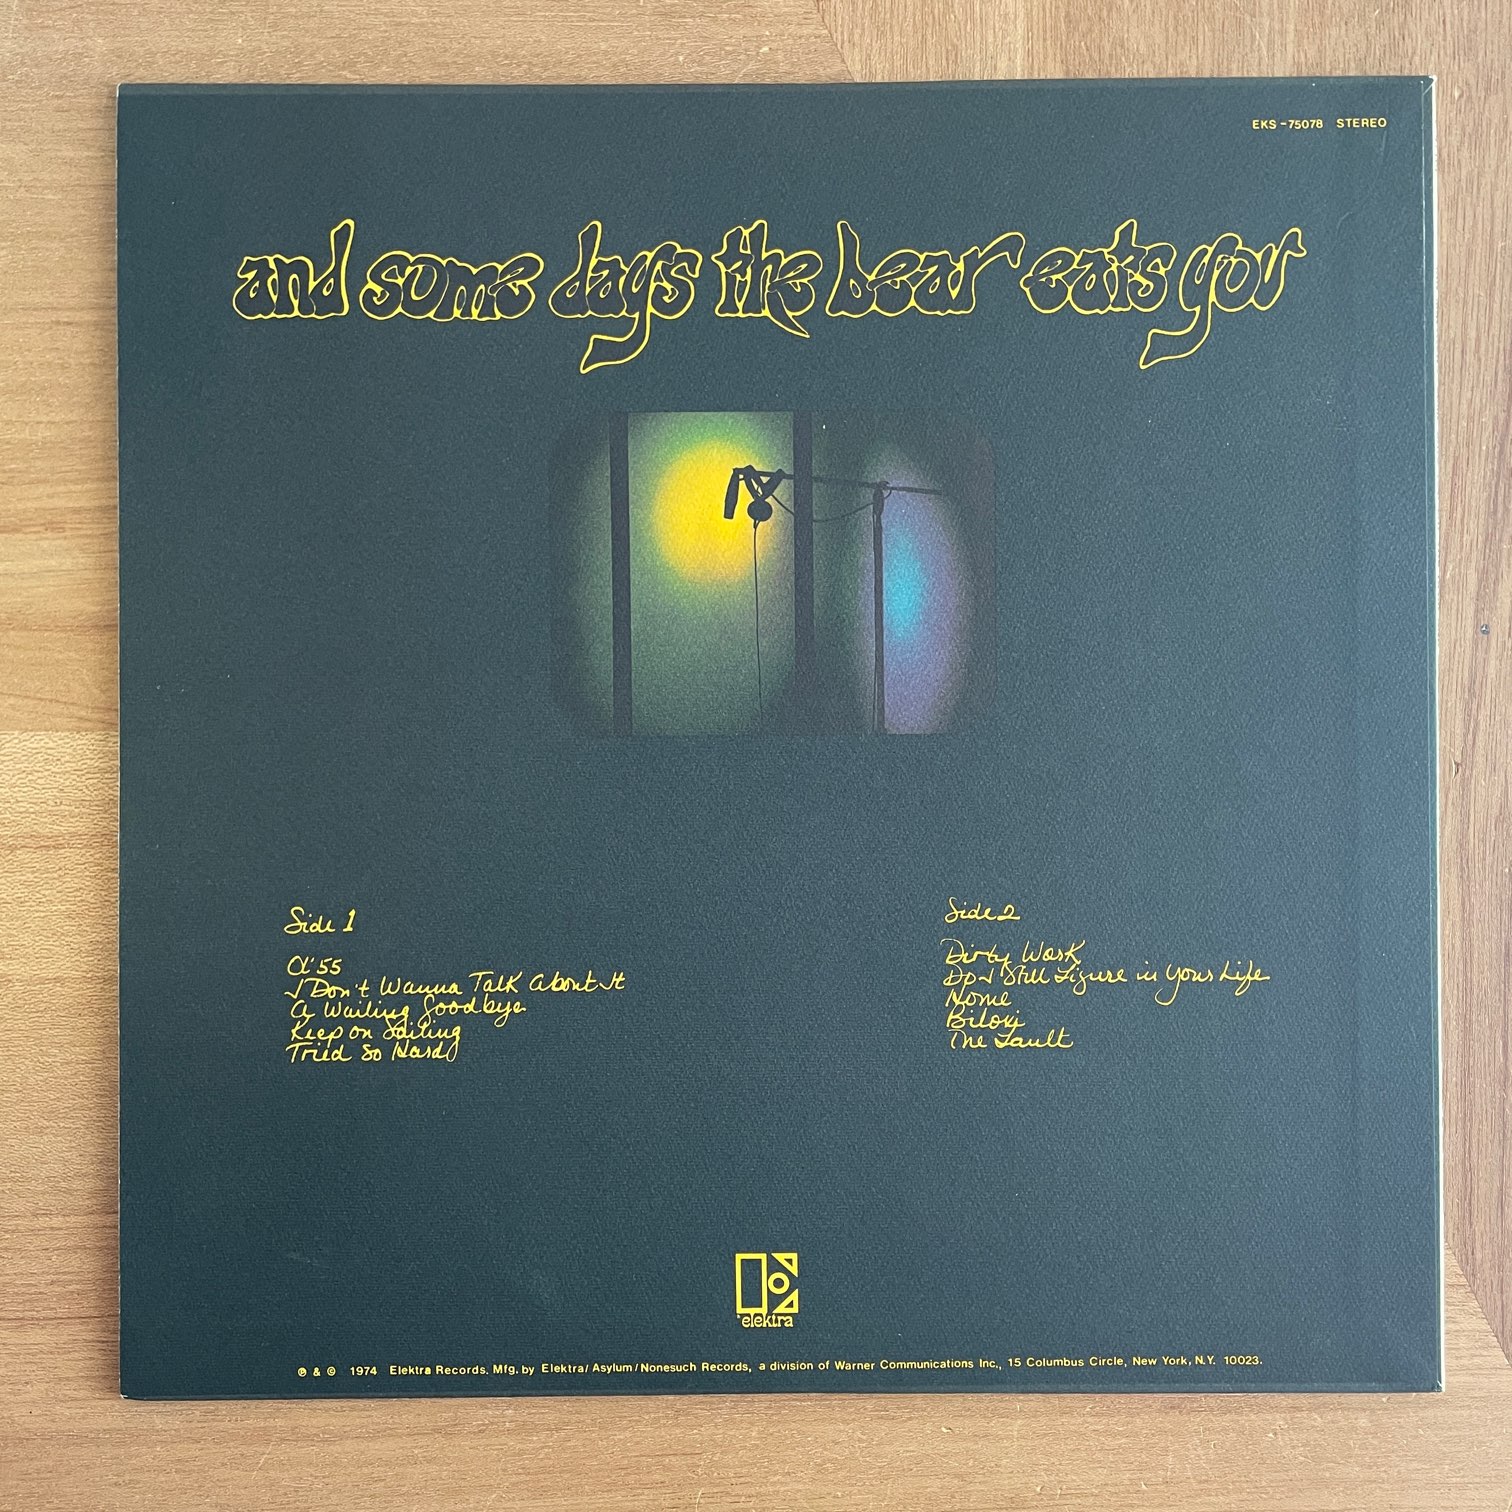 EKS-75078 STEREO
and some days the bear eats you
Side 1
Ol' 55
I Don't Wanna Talk About It
A Wailing Goodbye
Keep on Sailing
Tried So Hard
Side 2
Dirty Work
Do I Still Figure in Your Life
Home
Biloxi
The Fault
elektra
℗ & © 1974 Elektra Records. Mfg. by Elektra/Asylum/Nonesuch Records, a division of Warner Communications Inc., 15 Columbus Circle, New York, N.Y. 10023.